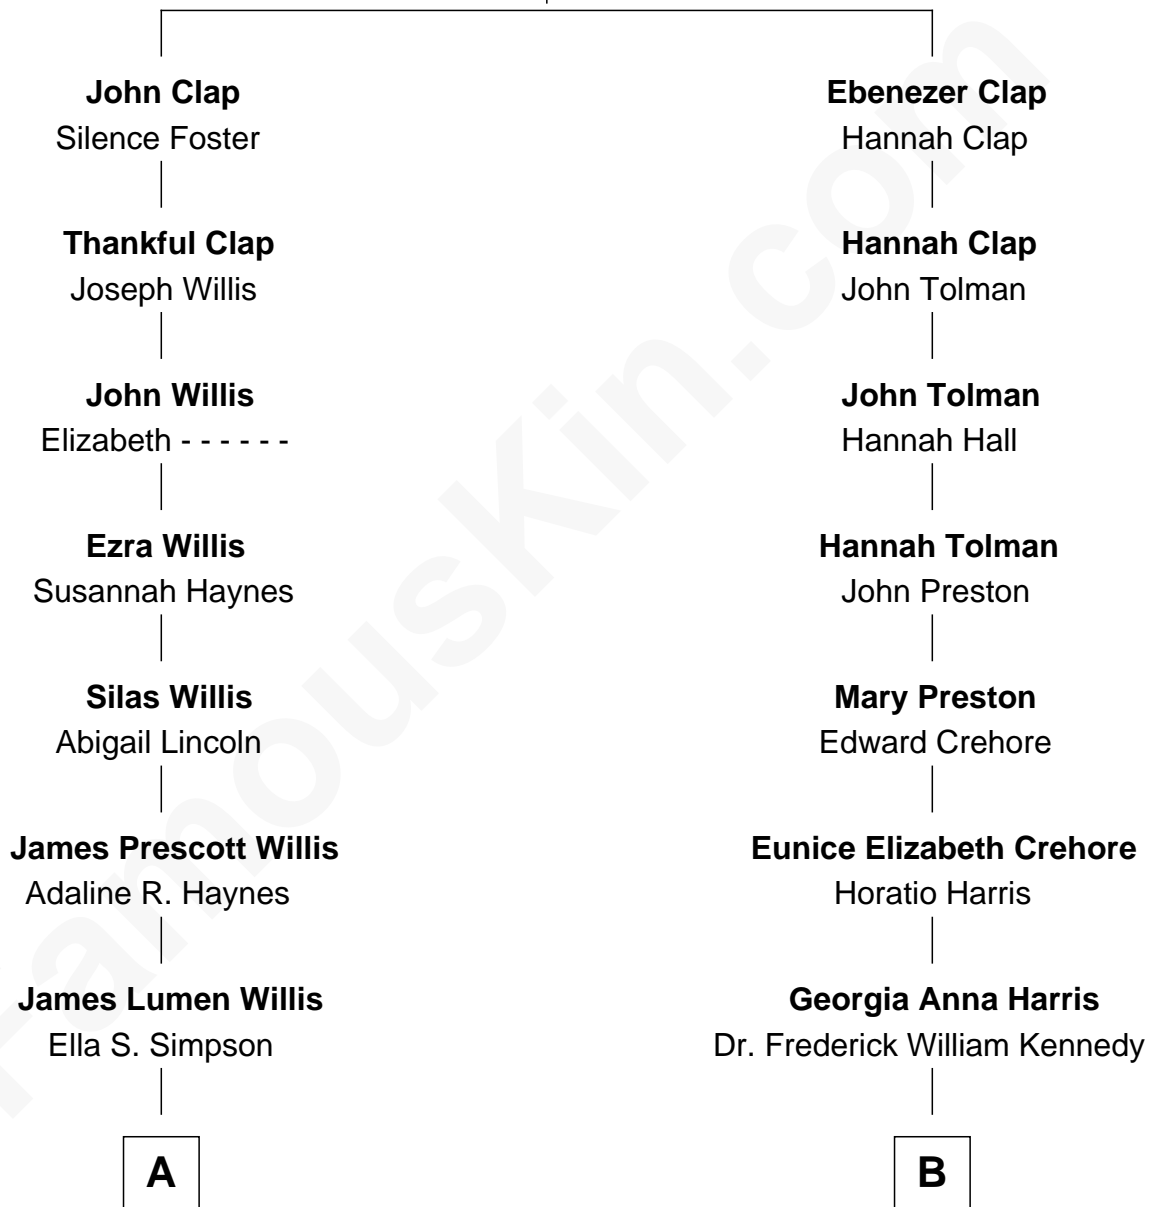 John Clap
Silence Foster
Ebenezer Clap
Hannah Clap
Thankful Clap
Joseph Willis
Hannah Clap
John Tolman
John Willis
Elizabeth - - - - - -
John Tolman
Hannah Hall
Ezra Willis
Susannah Haynes
Hannah Tolman
John Preston
Silas Willis
Abigail Lincoln
Mary Preston
Edward Crehore
James Prescott Willis
Adaline R. Haynes
Eunice Elizabeth Crehore
Horatio Harris
James Lumen Willis
Ella S. Simpson
Georgia Anna Harris
Dr. Frederick William Kennedy
A
B
FamousKin.com